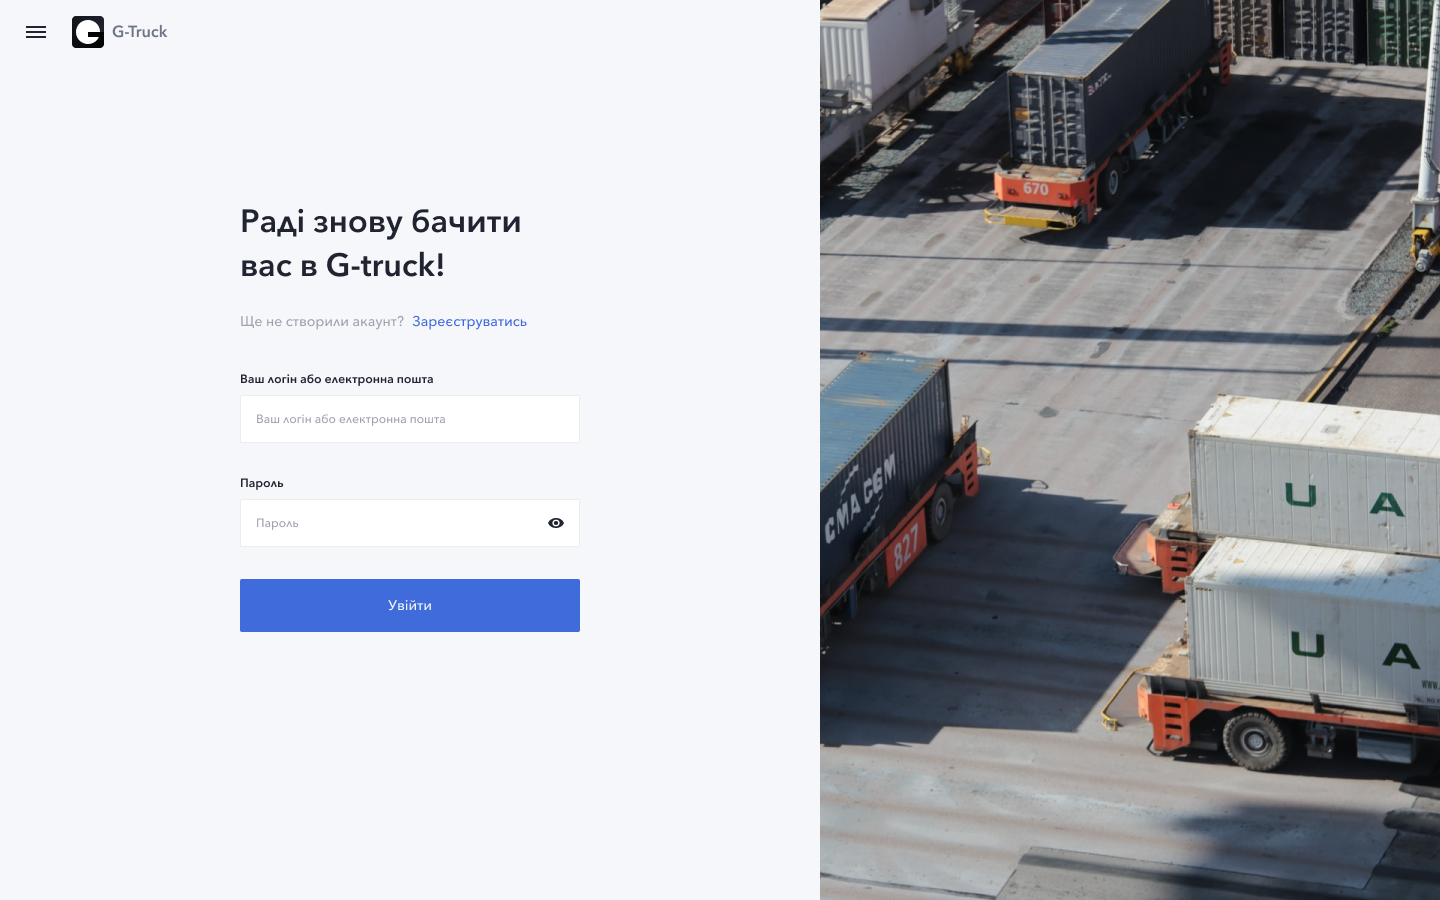 G-Truck
Раді знову бачити
вас в G-truck!
Ще не створили акаунт? Зареєструватись
Ваш логін або електронна пошта
Ваш логін або електронна пошта
Пароль
Пароль
Увійти
670
CMA CGM
827
U A
U A
WWW.